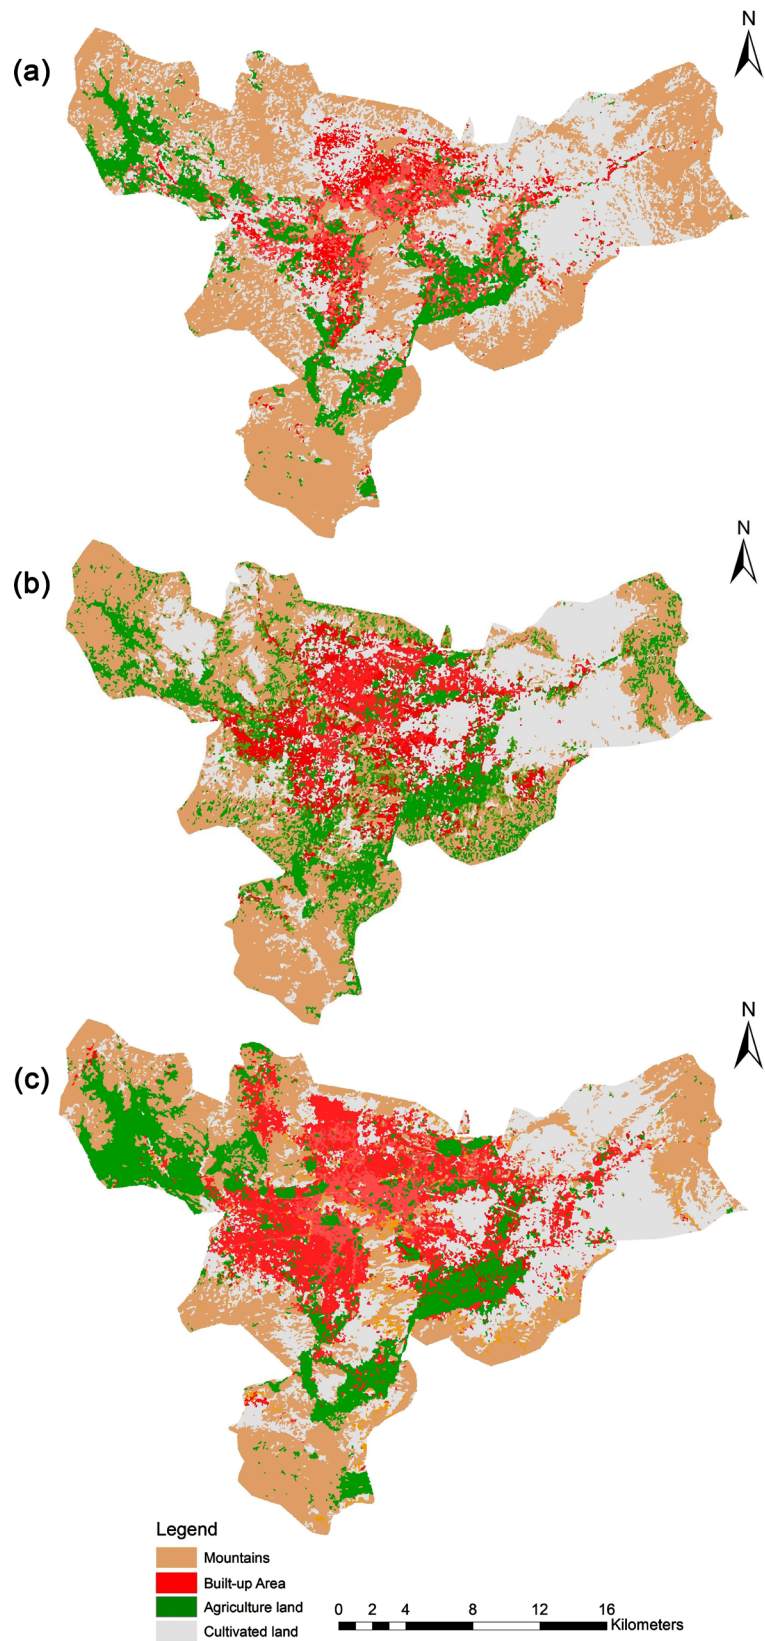 N
(a)
N
(b)
N
(c)
Legend
Mountains
Built-up Area
Agriculture land
Cultivated land
0 2 4 8 12 16
Kilometers